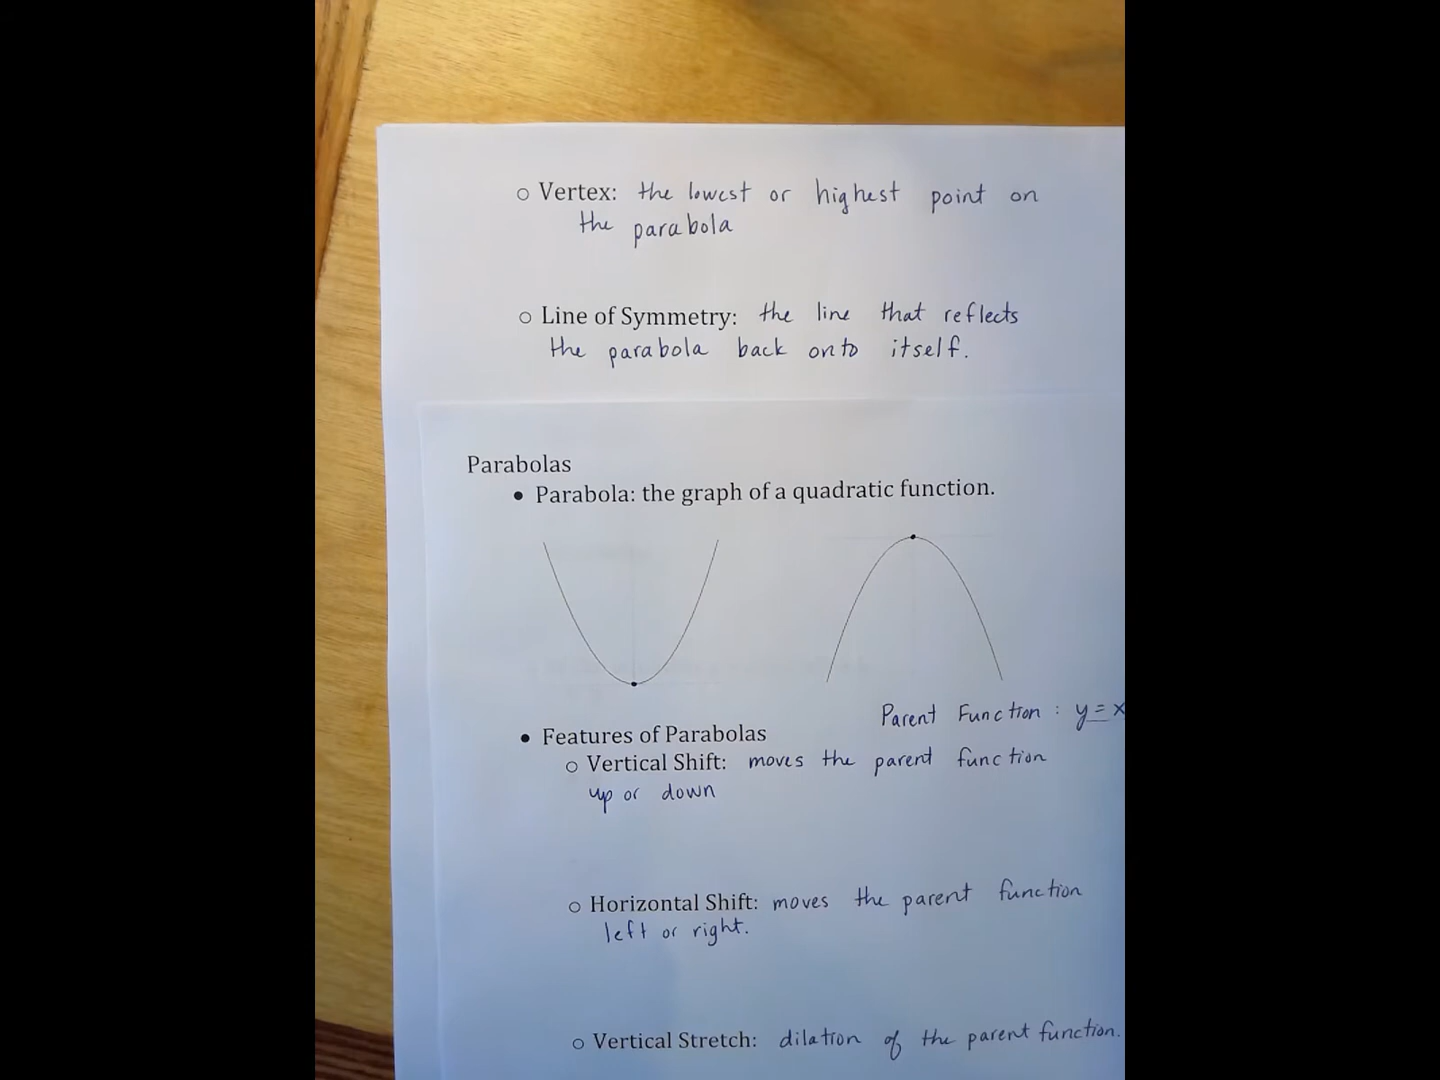 ○ Vertex: the lowest or highest point on
the parabola
○ Line of Symmetry: the line that reflects
the parabola back onto itself.
Parabolas
• Parabola: the graph of a quadratic function.
Parent Function : y = x
• Features of Parabolas
○ Vertical Shift: moves the parent function
up or down
○ Horizontal Shift: moves the parent function
left or right.
○ Vertical Stretch: dilation of the parent function.